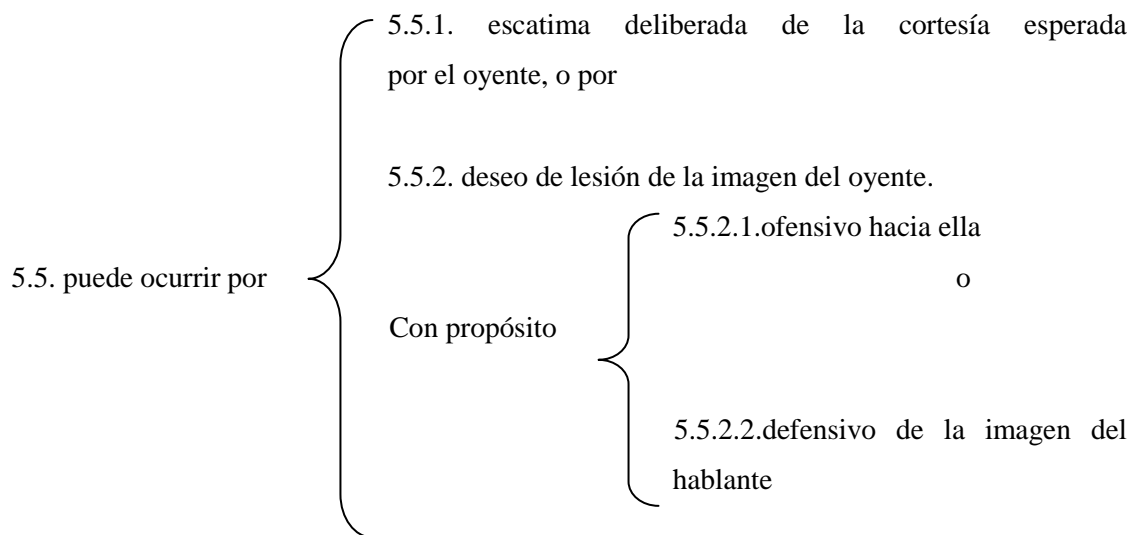 5.5.1. escatima deliberada de la cortesía esperada
por el oyente, o por
5.5.2. deseo de lesión de la imagen del oyente.
5.5.2.1.ofensivo hacia ella
5.5. puede ocurrir por
o
Con propósito
5.5.2.2.defensivo de la imagen del
hablante